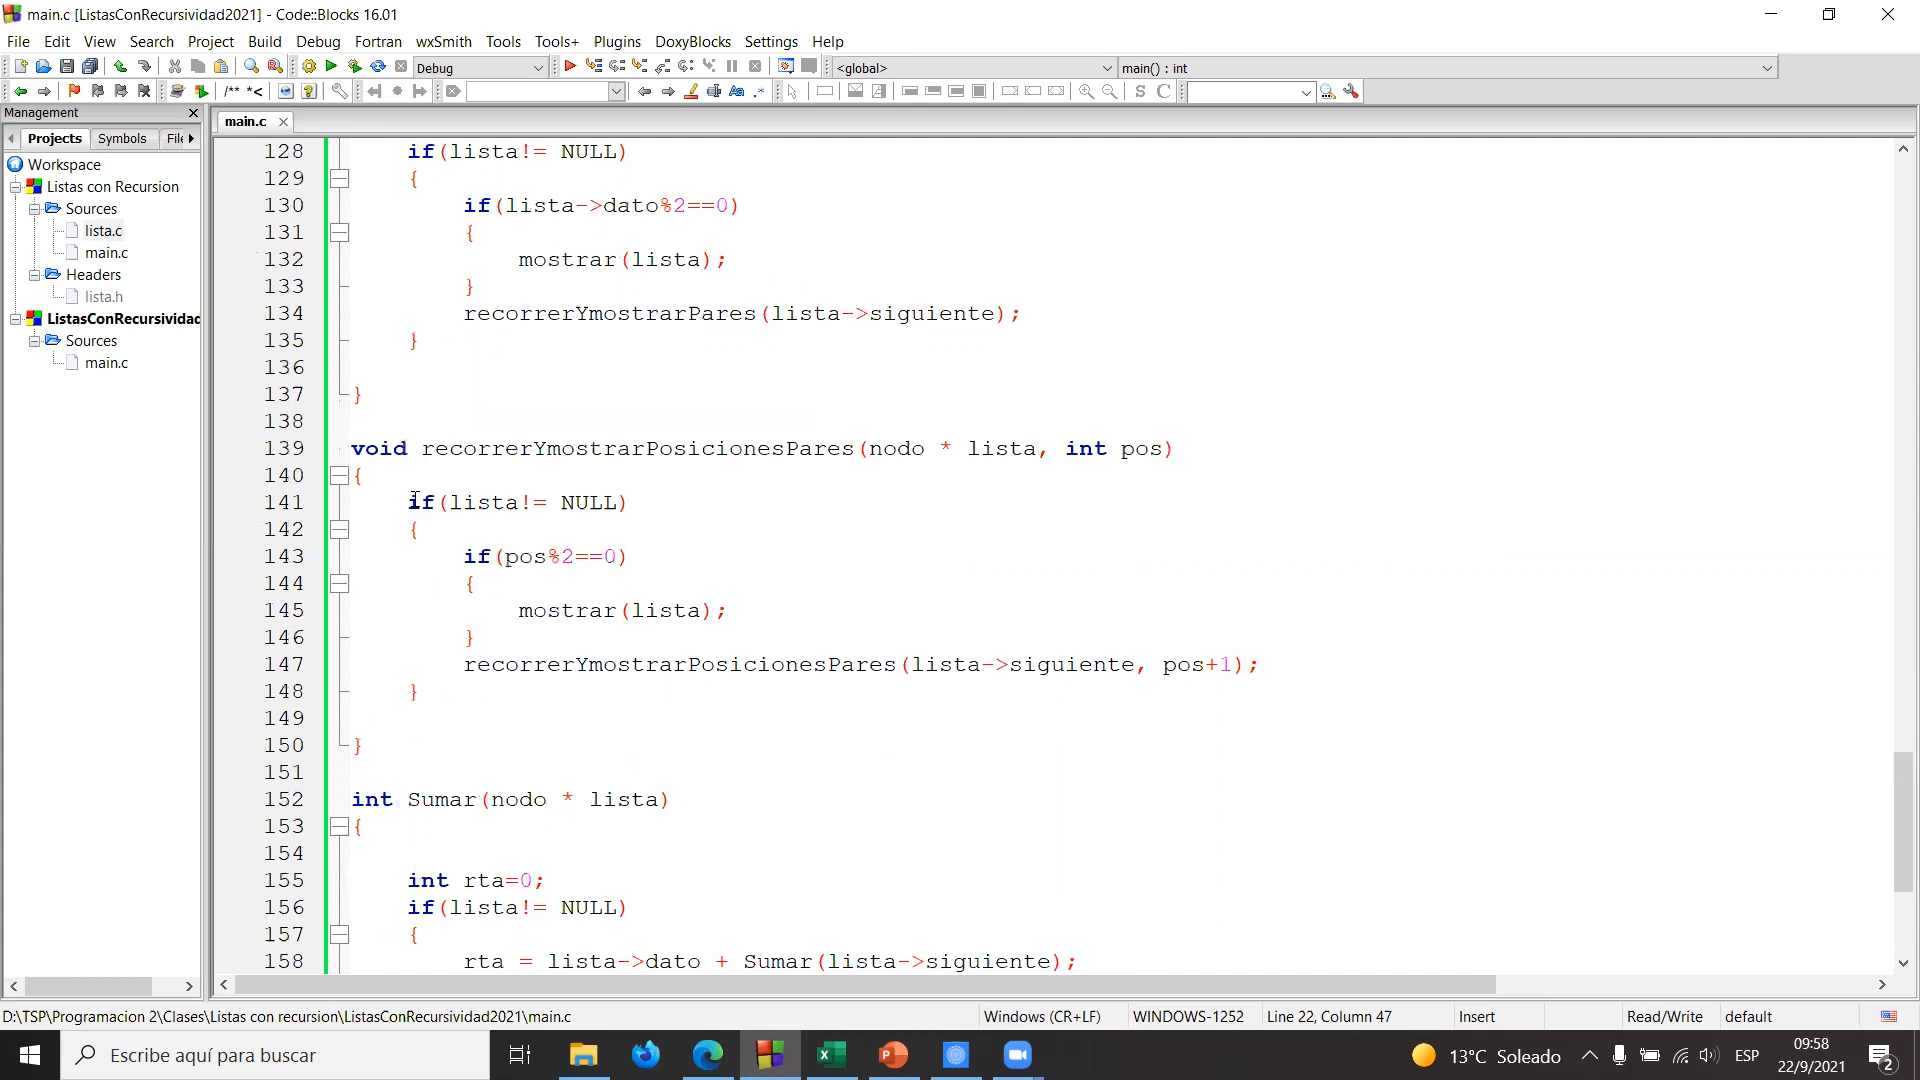 main.c [ListasConRecursividad2021] - Code::Blocks 16.01
File Edit View Search Project Build Debug Fortran wxSmith Tools Tools+ Plugins DoxyBlocks Settings Help
Debug <global> main() : int
/** *< Aa .* S C
Management
Projects Symbols File
Workspace
Listas con Recursion
Sources
lista.c
main.c
Headers
lista.h
ListasConRecursividad
Sources
main.c
main.c
128 if(lista!= NULL)
129 {
130 if(lista->dato%2==0)
131 {
132 mostrar(lista);
133 }
134 recorrerYmostrarPares(lista->siguiente);
135 }
136
137 }
138
139 void recorrerYmostrarPosicionesPares(nodo * lista, int pos)
140 {
141 if(lista!= NULL)
142 {
143 if(pos%2==0)
144 {
145 mostrar(lista);
146 }
147 recorrerYmostrarPosicionesPares(lista->siguiente, pos+1);
148 }
149
150 }
151
152 int Sumar(nodo * lista)
153 {
154
155 int rta=0;
156 if(lista!= NULL)
157 {
158 rta = lista->dato + Sumar(lista->siguiente);
D:\TSP\Programacion 2\Clases\Listas con recursion\ListasConRecursividad2021\main.c Windows (CR+LF) WINDOWS-1252 Line 22, Column 47 Insert Read/Write default
Escribe aquí para buscar 13°C Soleado ESP 09:58
22/9/2021 2